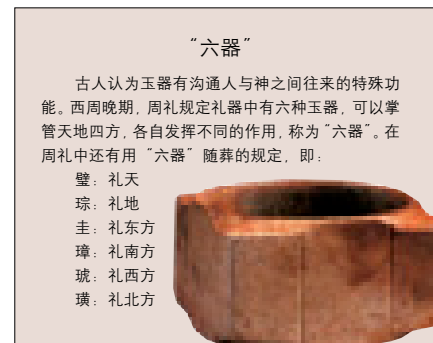 “六器”
古人认为玉器有沟通人与神之间往来的特殊功
能。西周晚期，周礼规定礼器中有六种玉器，可以掌
管天地四方，各自发挥不同的作用，称为“六器”。在
周礼中还有用“六器”随葬的规定，即：
璧：礼天
琮：礼地
圭：礼东方
璋：礼南方
琥：礼西方
璜：礼北方